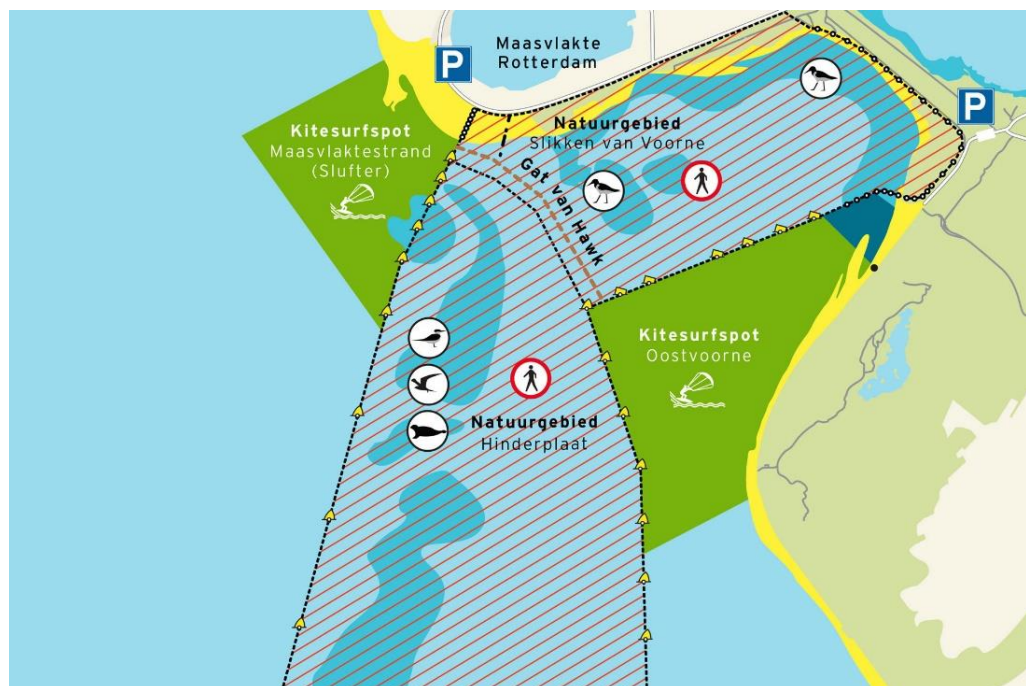 P
Maasvlakte
Rotterdam
P
Kitesurfspot
Maasvlaktestrand
(Slufter)
Natuurgebied
Slikken van Voorne
Gat van Hawk
Kitesurfspot
Oostvoorne
Natuurgebied
Hinderplaat